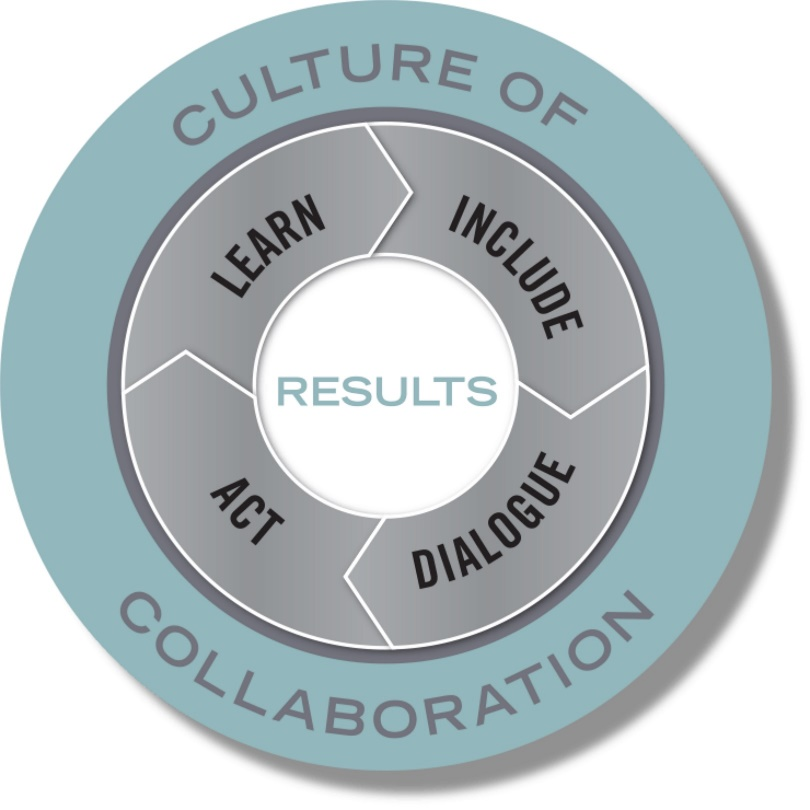 CULTURE OF
LEARN
INCLUDE
RESULTS
ACT
DIALOGUE
COLLABORATION